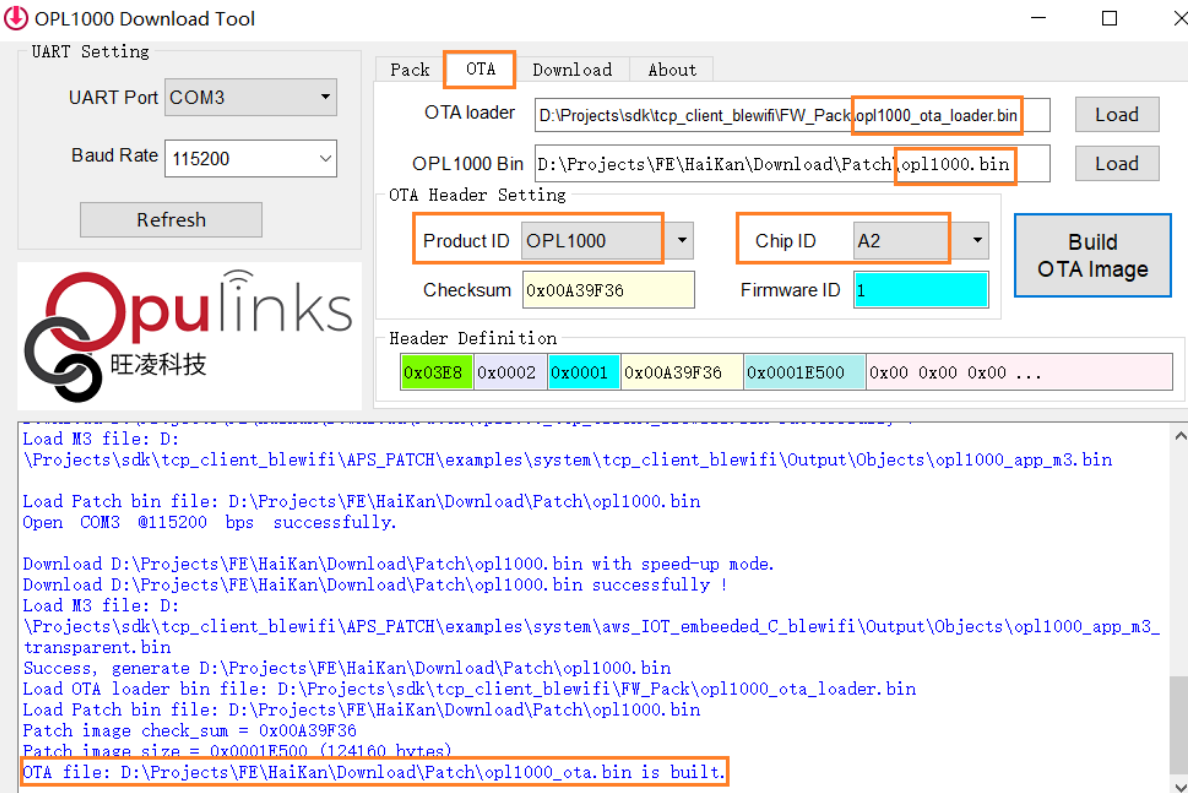 OPL1000 Download Tool
UART Setting
UART Port COM3
Baud Rate 115200
Refresh
Opulinks
旺凌科技
Pack OTA Download About
OTA loader D:\Projects\sdk\tcp_client_blewifi\FW_Pack\opl1000_ota_loader.bin Load
OPL1000 Bin D:\Projects\FE\HaiKan\Download\Patch\opl1000.bin Load
OTA Header Setting
Product ID OPL1000 Chip ID A2
Checksum 0x00A39F36 Firmware ID 1
Build
OTA Image
Header Definition
0x03E8 0x0002 0x0001 0x00A39F36 0x0001E500 0x00 0x00 0x00 ...
Load M3 file: D:
\Projects\sdk\tcp_client_blewifi\APS_PATCH\examples\system\tcp_client_blewifi\Output\Objects\opl1000_app_m3.bin
Load Patch bin file: D:\Projects\FE\HaiKan\Download\Patch\opl1000.bin
Open COM3 @115200 bps successfully.
Download D:\Projects\FE\HaiKan\Download\Patch\opl1000.bin with speed-up mode.
Download D:\Projects\FE\HaiKan\Download\Patch\opl1000.bin successfully !
Load M3 file: D:
\Projects\sdk\tcp_client_blewifi\APS_PATCH\examples\system\aws_IOT_embeeded_C_blewifi\Output\Objects\opl1000_app_m3_
transparent.bin
Success, generate D:\Projects\FE\HaiKan\Download\Patch\opl1000.bin
Load OTA loader bin file: D:\Projects\sdk\tcp_client_blewifi\FW_Pack\opl1000_ota_loader.bin
Load Patch bin file: D:\Projects\FE\HaiKan\Download\Patch\opl1000.bin
Patch image check_sum = 0x00A39F36
Patch image size = 0x0001E500 (124160 bytes)
OTA file: D:\Projects\FE\HaiKan\Download\Patch\opl1000_ota.bin is built.